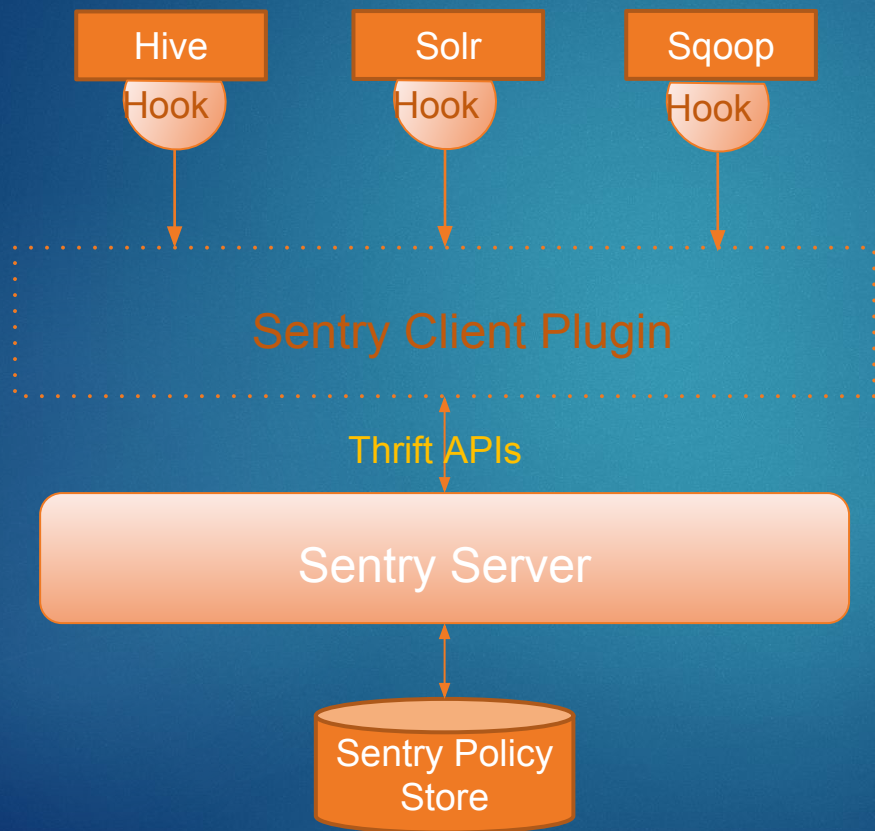 Hive
Solr
Sqoop
Hook
Hook
Hook
Sentry Client Plugin
Thrift APIs
Sentry Server
Sentry Policy
Store